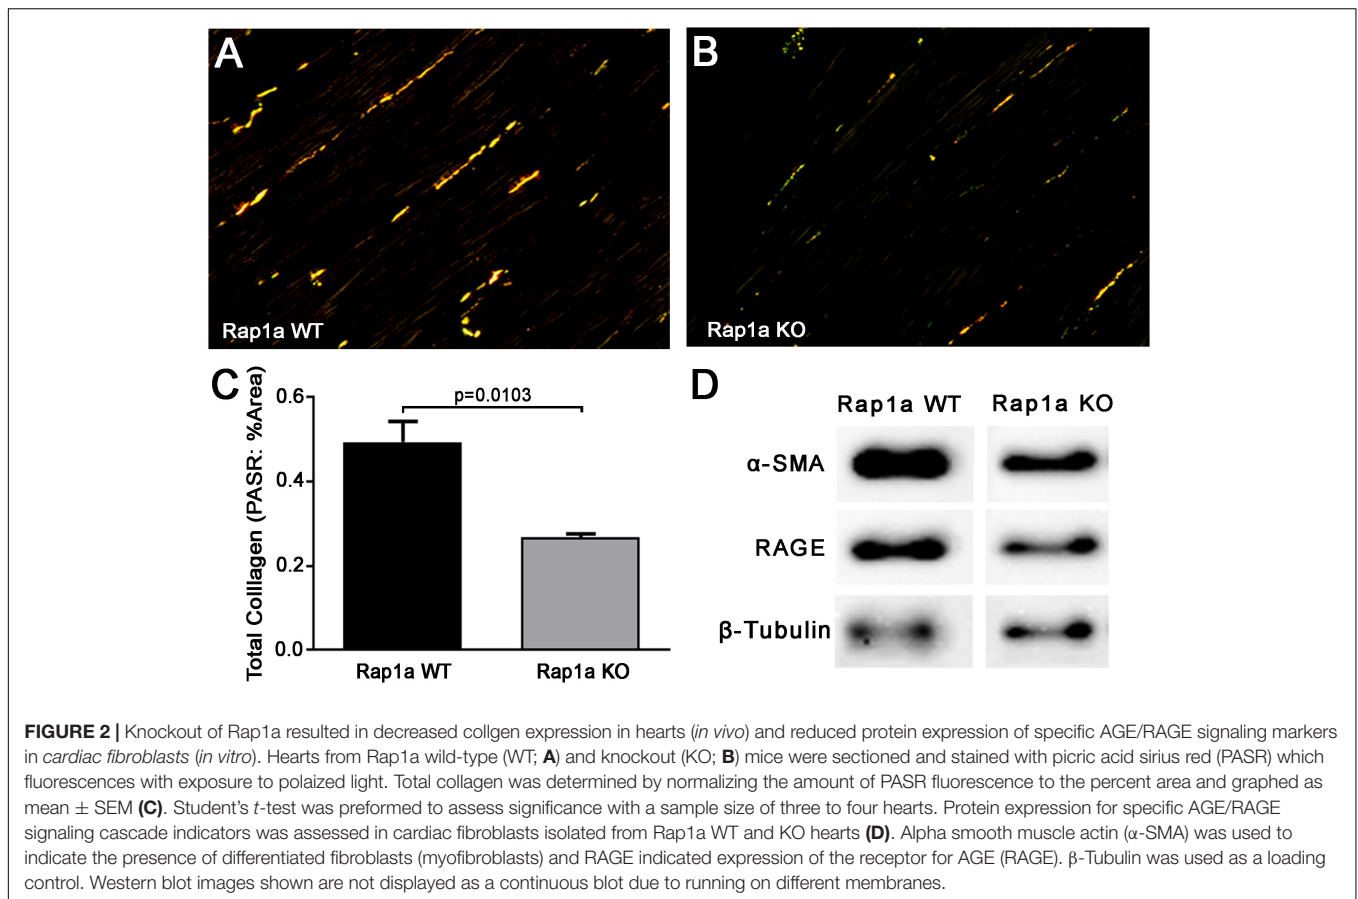 A
B
Rap1a WT
Rap1a KO
C
Total Colllagen (PASR: %Area)
0.6
0.4
0.2
0.0
p=0.0103
Rap1a WT
Rap1a KO
D
Rap1a WT Rap1a KO
α-SMA
RAGE
β-Tubulin
FIGURE 2 | Knockout of Rap1a resulted in decreased collgen expression in hearts (in vivo) and reduced protein expression of specific AGE/RAGE signaling markers
in cardiac fibroblasts (in vitro). Hearts from Rap1a wild-type (WT; A) and knockout (KO; B) mice were sectioned and stained with picric acid sirius red (PASR) which
fluorescences with exposure to polaized light. Total collagen was determined by normalizing the amount of PASR fluorescence to the percent area and graphed as
mean ± SEM (C). Student's t-test was preformed to assess significance with a sample size of three to four hearts. Protein expression for specific AGE/RAGE
signaling cascade indicators was assessed in cardiac fibroblasts isolated from Rap1a WT and KO hearts (D). Alpha smooth muscle actin (α-SMA) was used to
indicate the presence of differentiated fibroblasts (myofibroblasts) and RAGE indicated expression of the receptor for AGE (RAGE). β-Tubulin was used as a loading
control. Western blot images shown are not displayed as a continuous blot due to running on different membranes.